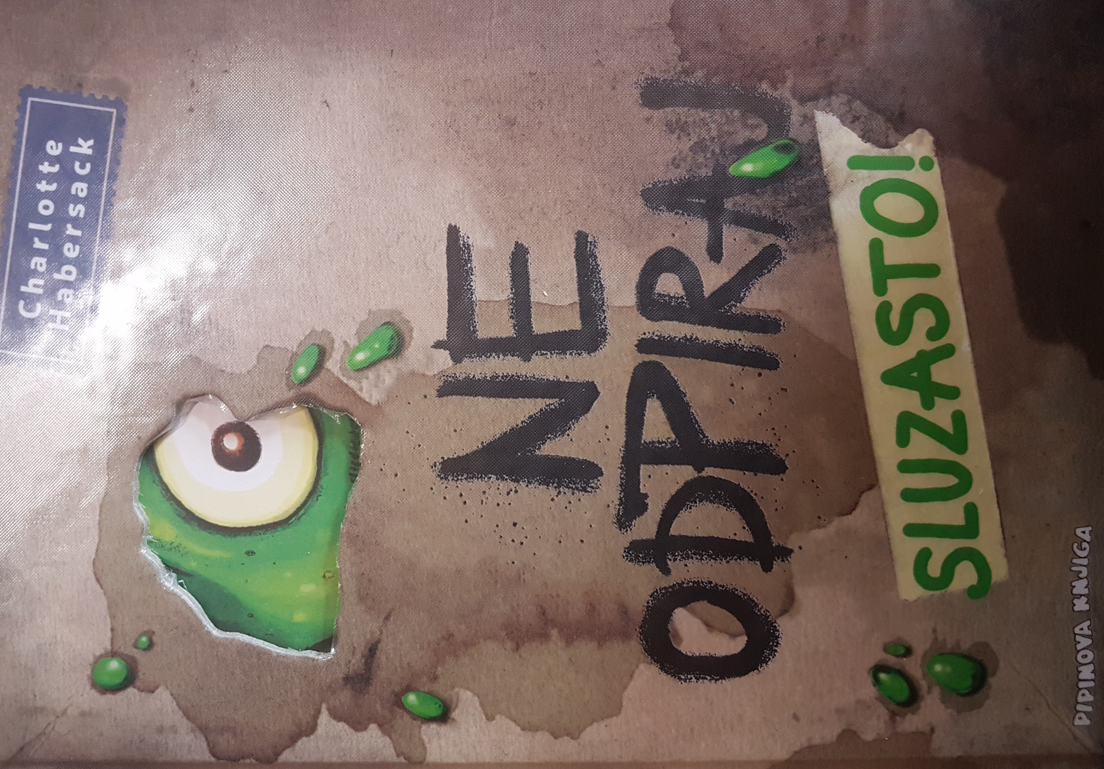 Charlotte
Habersack
NE
ODPIRAJ
SLUZASTO!
PIPINOVA KNJIGA